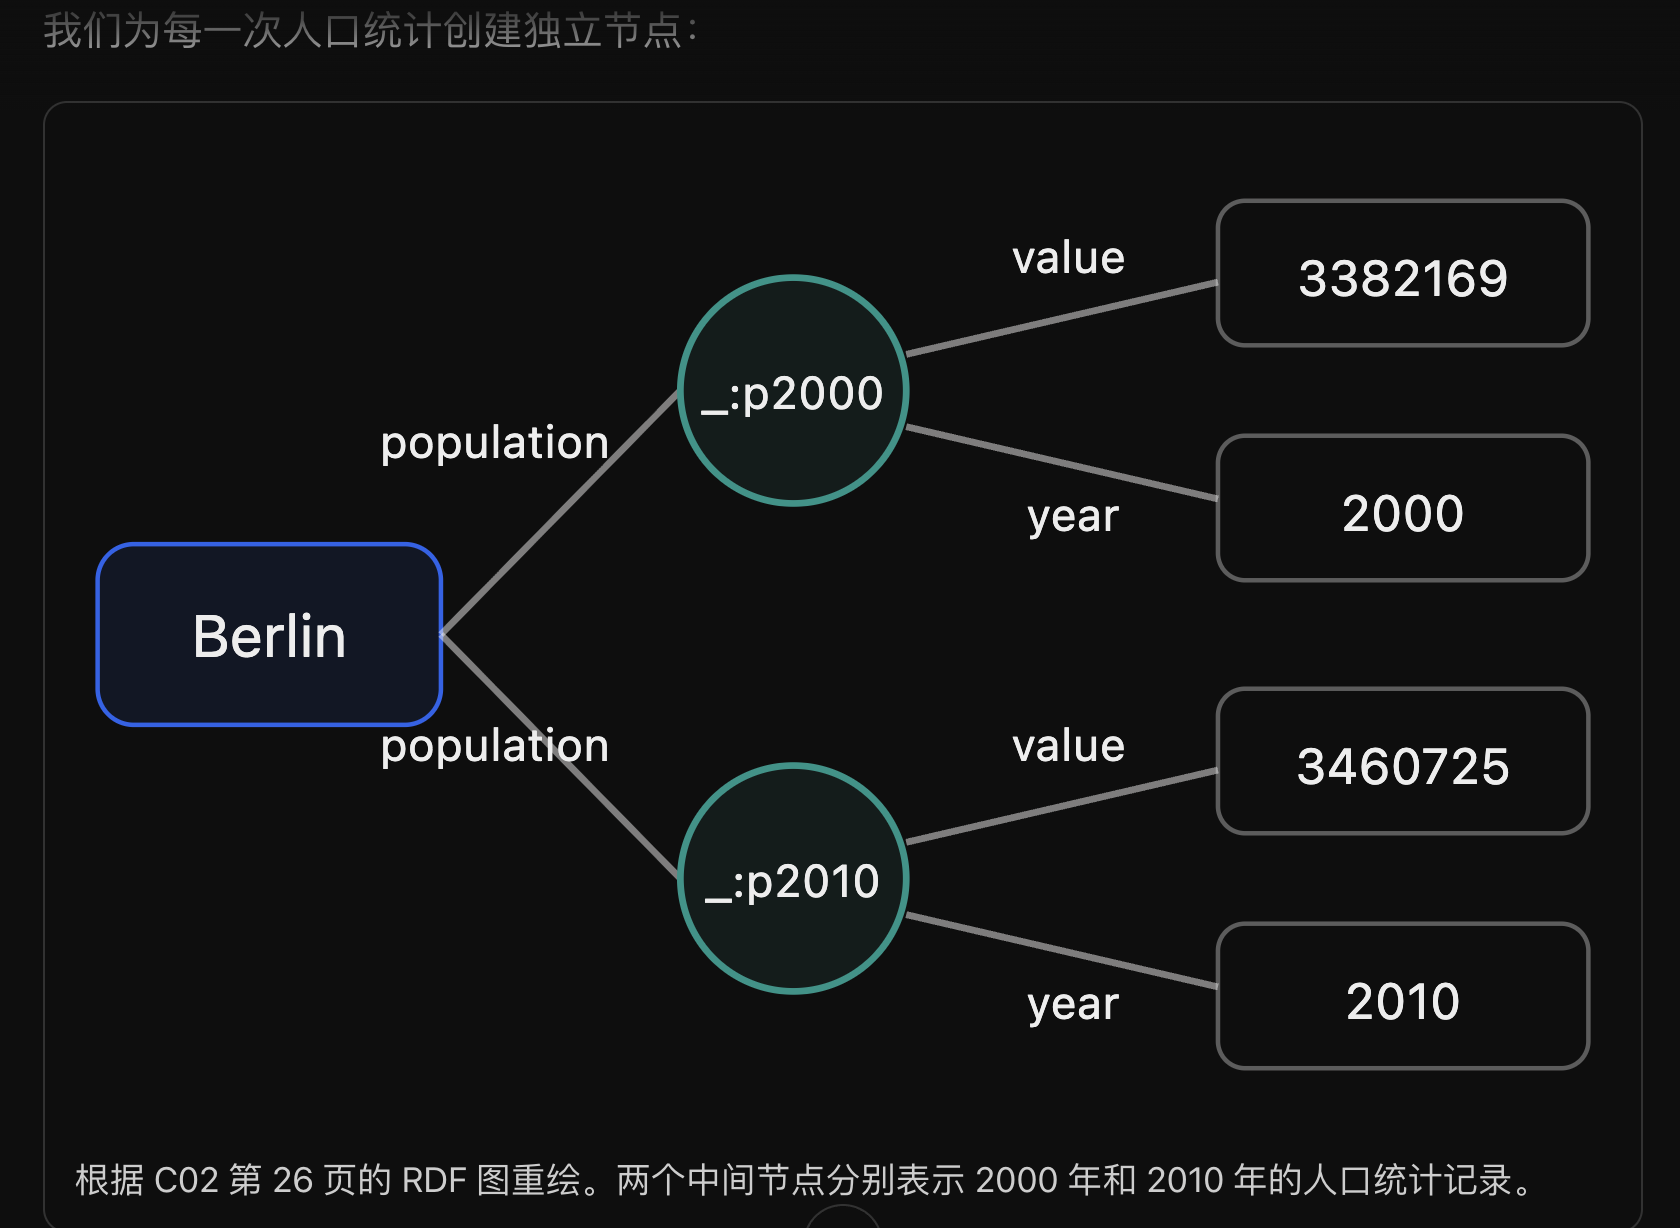 我们为每一次人口统计创建独立节点：
value
3382169
_:p2000
population
year
2000
Berlin
population
value
3460725
_:p2010
year
2010
根据 C02 第 26 页的 RDF 图重绘。两个中间节点分别表示 2000 年和 2010 年的人口统计记录。